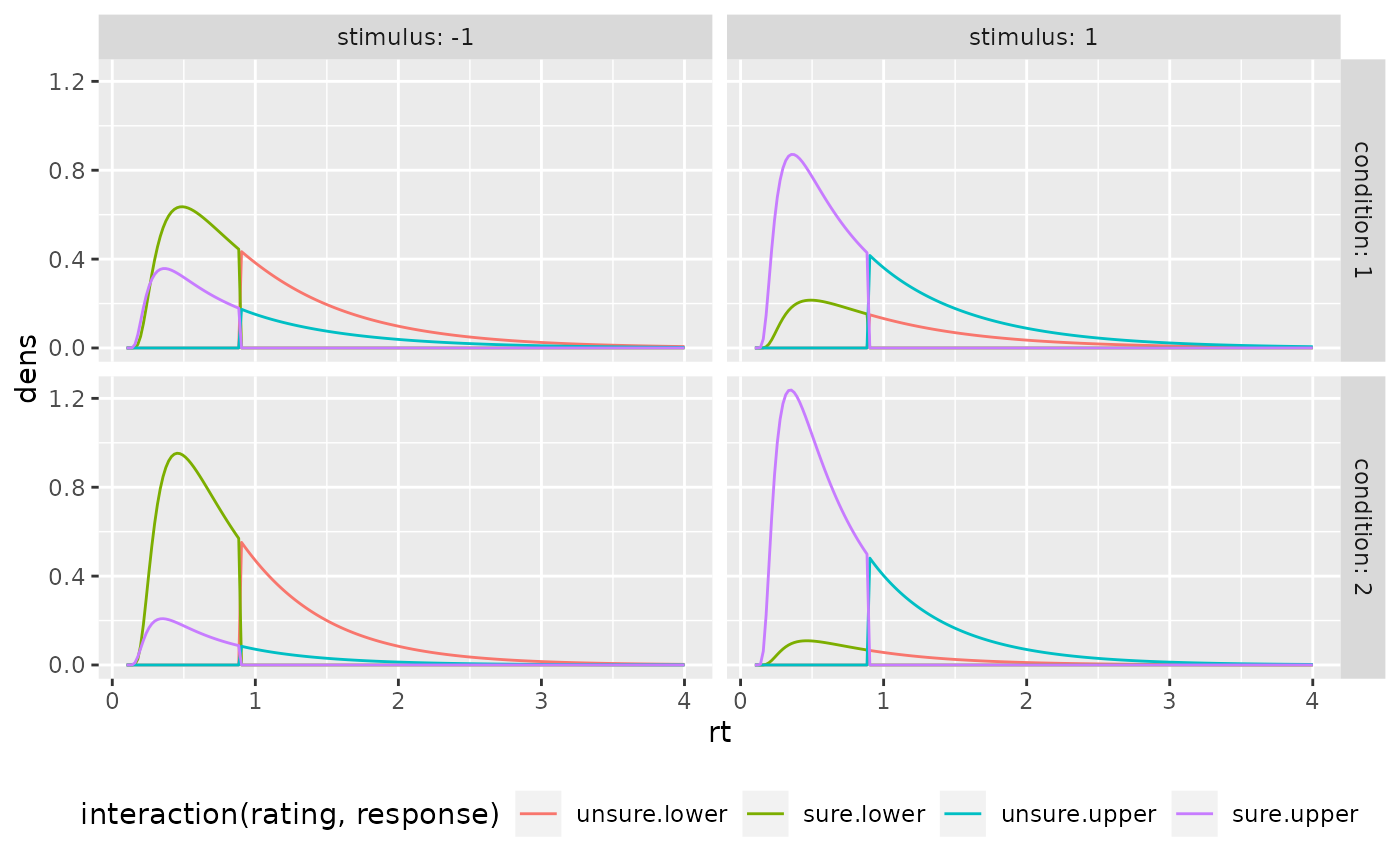 stimulus: -1
stimulus: 1
1.2
0.8
0.4
0.0
condition: 1
1.2
0.8
0.4
0.0
condition: 2
dens
0 1 2 3 4
0 1 2 3 4
rt
interaction(rating, response) unsure.lower sure.lower unsure.upper sure.upper